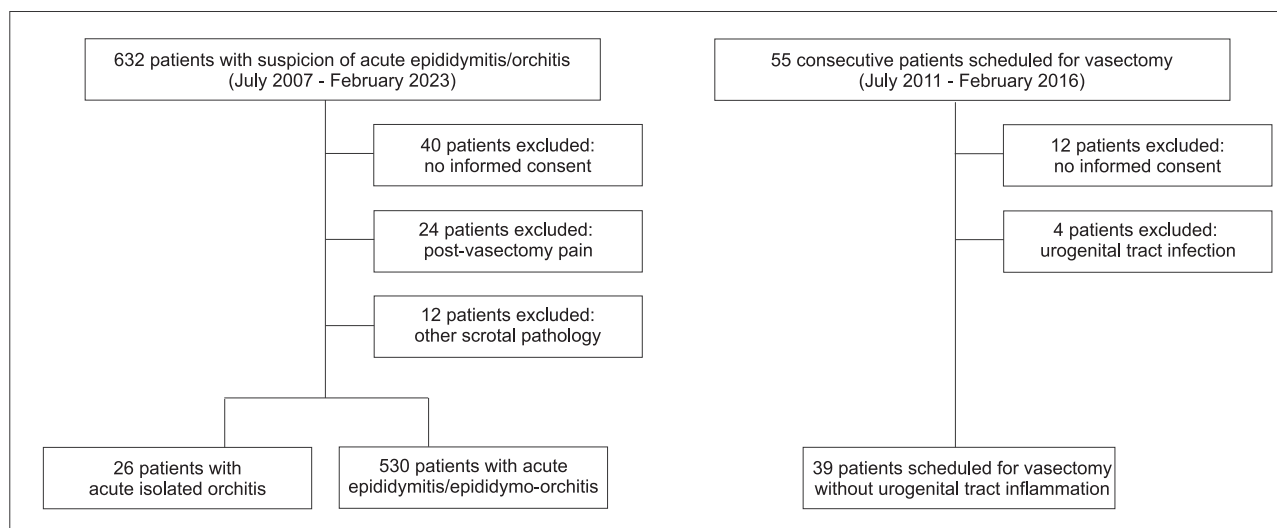 632 patients with suspicion of acute epididymitis/orchitis
(July 2007 - February 2023)
40 patients excluded:
no informed consent
24 patients excluded:
post-vasectomy pain
12 patients excluded:
other scrotal pathology
26 patients with
acute isolated orchitis
530 patients with acute
epididymitis/epididymo-orchitis
55 consecutive patients scheduled for vasectomy
(July 2011 - February 2016)
12 patients excluded:
no informed consent
4 patients excluded:
urogenital tract infection
39 patients scheduled for vasectomy
without urogenital tract inflammation